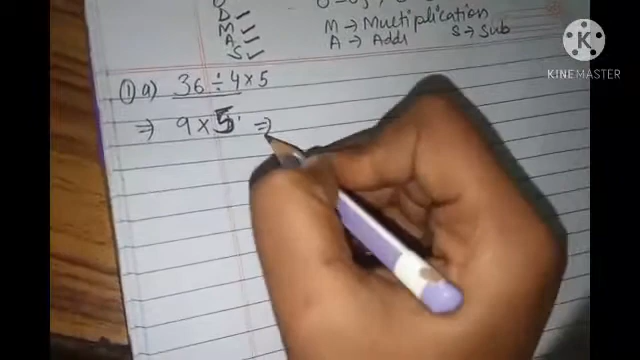 D ✓
M ✓ M → Multiplication
A ✓ A → Addi S → Sub
S ✓
① a) 36 ÷ 4 × 5
⇒ 9 × 5 ⇒
KINEMASTER